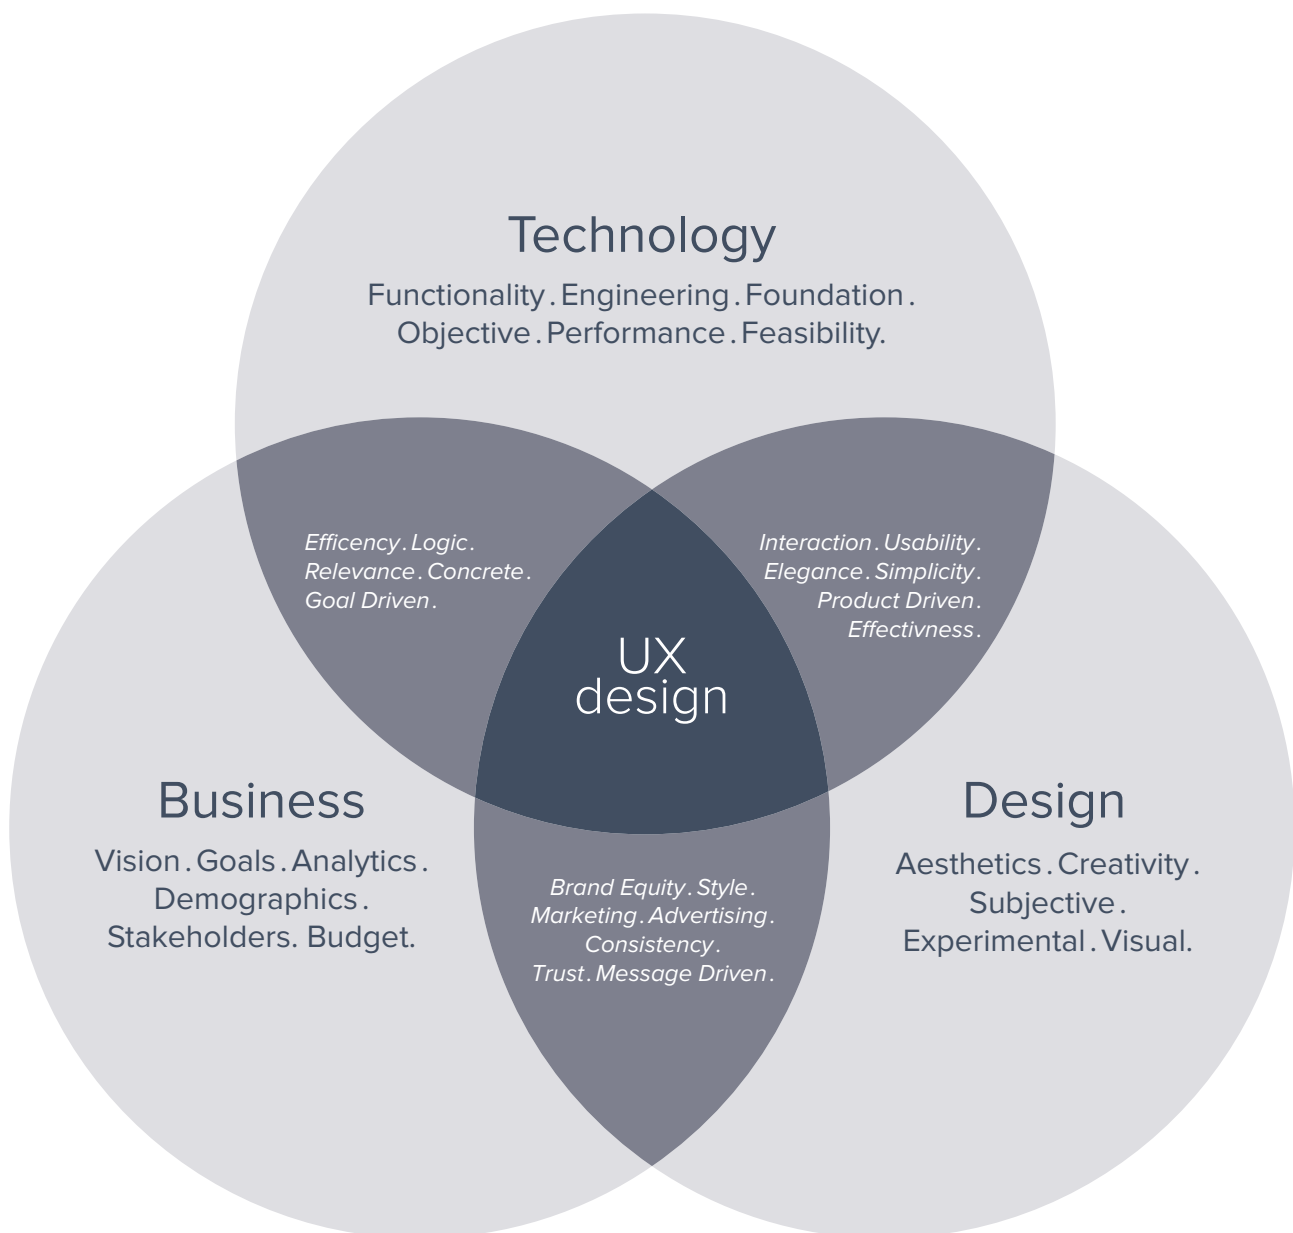 Technology
Functionality . Engineering . Foundation .
Objective . Performance . Feasibility.
Efficency . Logic .
Relevance . Concrete .
Goal Driven .
Interaction . Usability .
Elegance . Simplicity .
Product Driven .
Effectivness .
UX
design
Business
Vision . Goals . Analytics .
Demographics .
Stakeholders. Budget.
Brand Equity . Style .
Marketing . Advertising .
Consistency .
Trust . Message Driven .
Design
Aesthetics . Creativity .
Subjective .
Experimental . Visual.